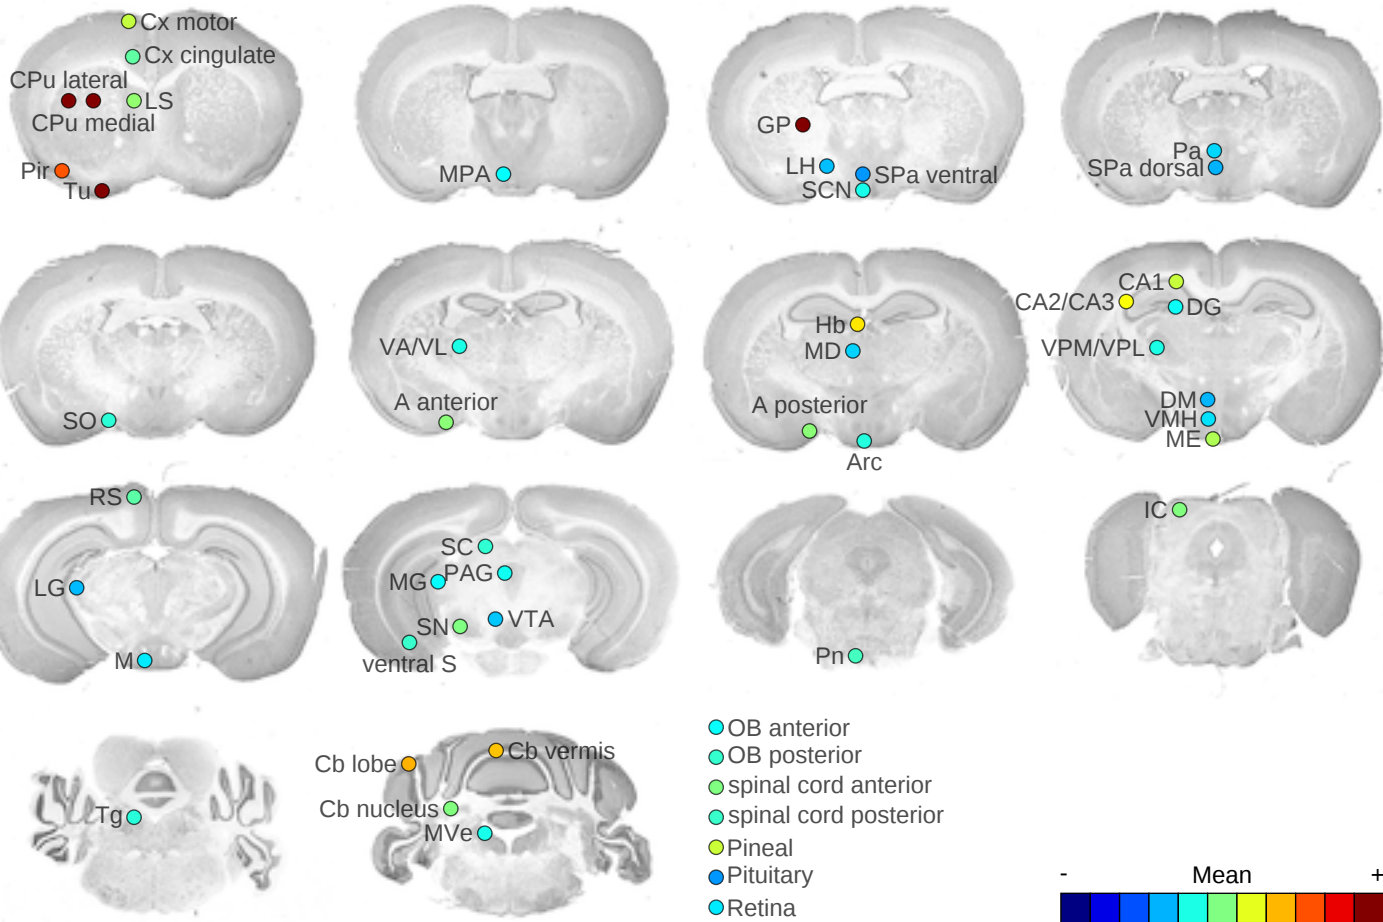 Cx motor
Cx cingulate
CPu lateral
LS
CPu medial
Pir
Tu
MPA
GP
LH
SPa ventral
SCN
Pa
SPa dorsal
SO
VA/VL
A anterior
Hb
MD
A posterior
Arc
CA1
CA2/CA3
DG
VPM/VPL
DM
VMH
ME
RS
LG
M
SC
PAG
MG
VTA
SN
ventral S
Pn
IC
Tg
Cb vermis
Cb lobe
Cb nucleus
MVe
OB anterior
OB posterior
spinal cord anterior
spinal cord posterior
Pineal
Pituitary
Retina
- Mean +